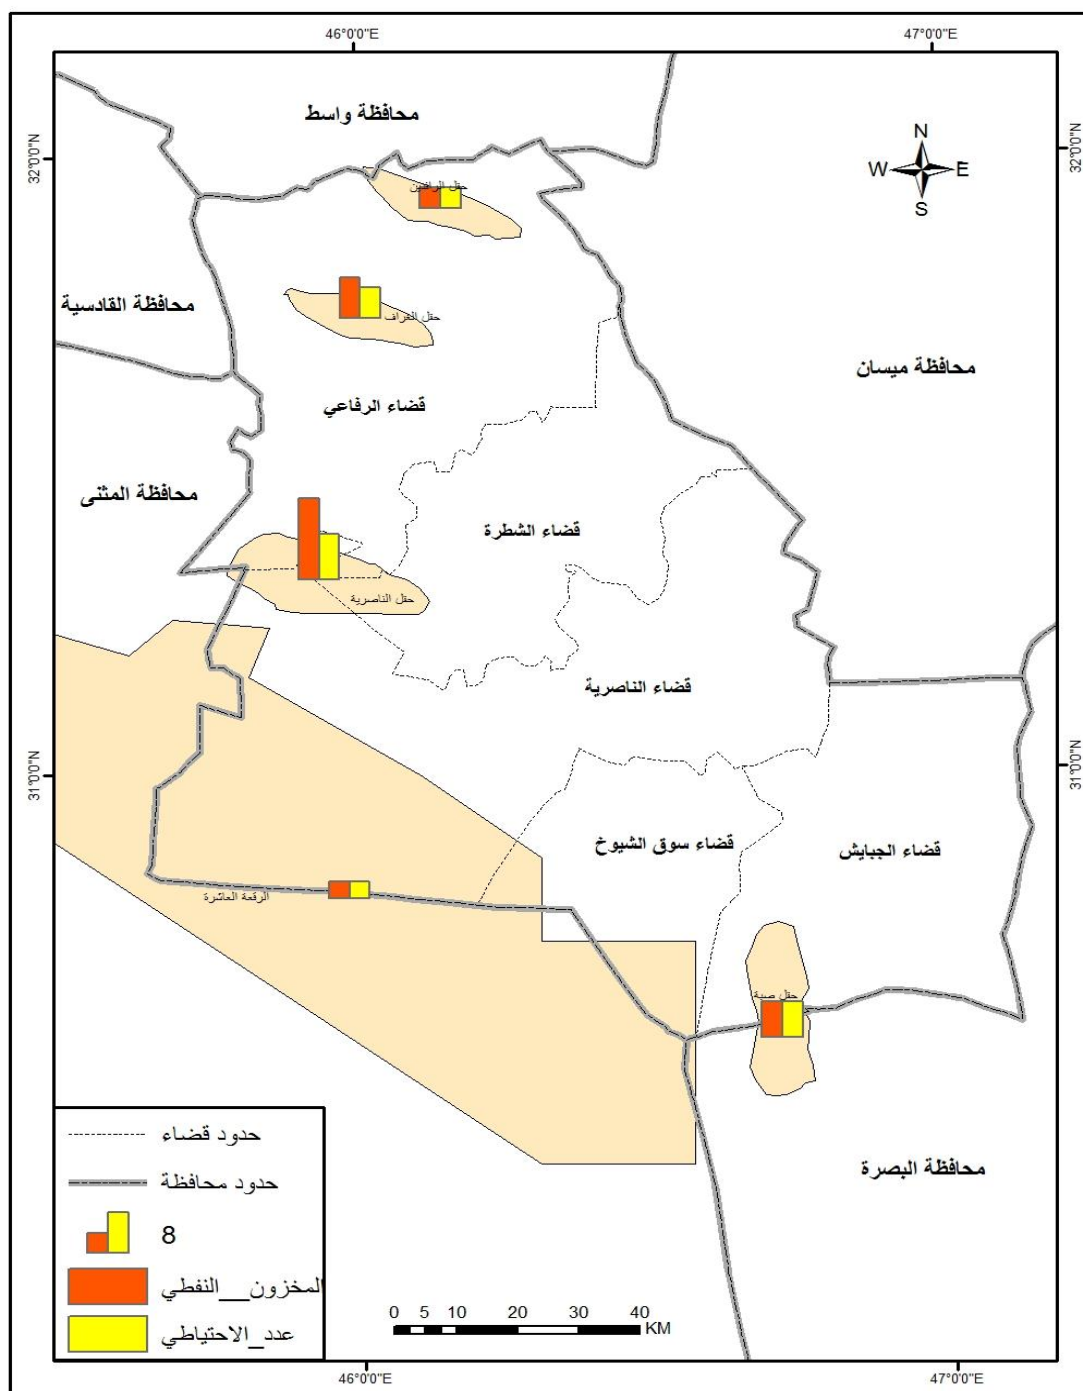 46°0'0"E
47°0'0"E
محافظة واسط
N
W E
S
32°0'0"N
32°0'0"N
حقل الرافدين
محافظة القادسية
حقل الغراف
محافظة ميسان
قضاء الرفاعي
محافظة المثنى
قضاء الشطرة
حقل الناصرية
قضاء الناصرية
31°0'0"N
31°0'0"N
قضاء سوق الشيوخ
قضاء الجبايش
الرقعة العاشرة
حقل صبة
محافظة البصرة
حدود قضاء
حدود محافظة
8
المخزون__النفطي
عدد_الاحتياطي
0 5 10 20 30 40
KM
46°0'0"E
47°0'0"E